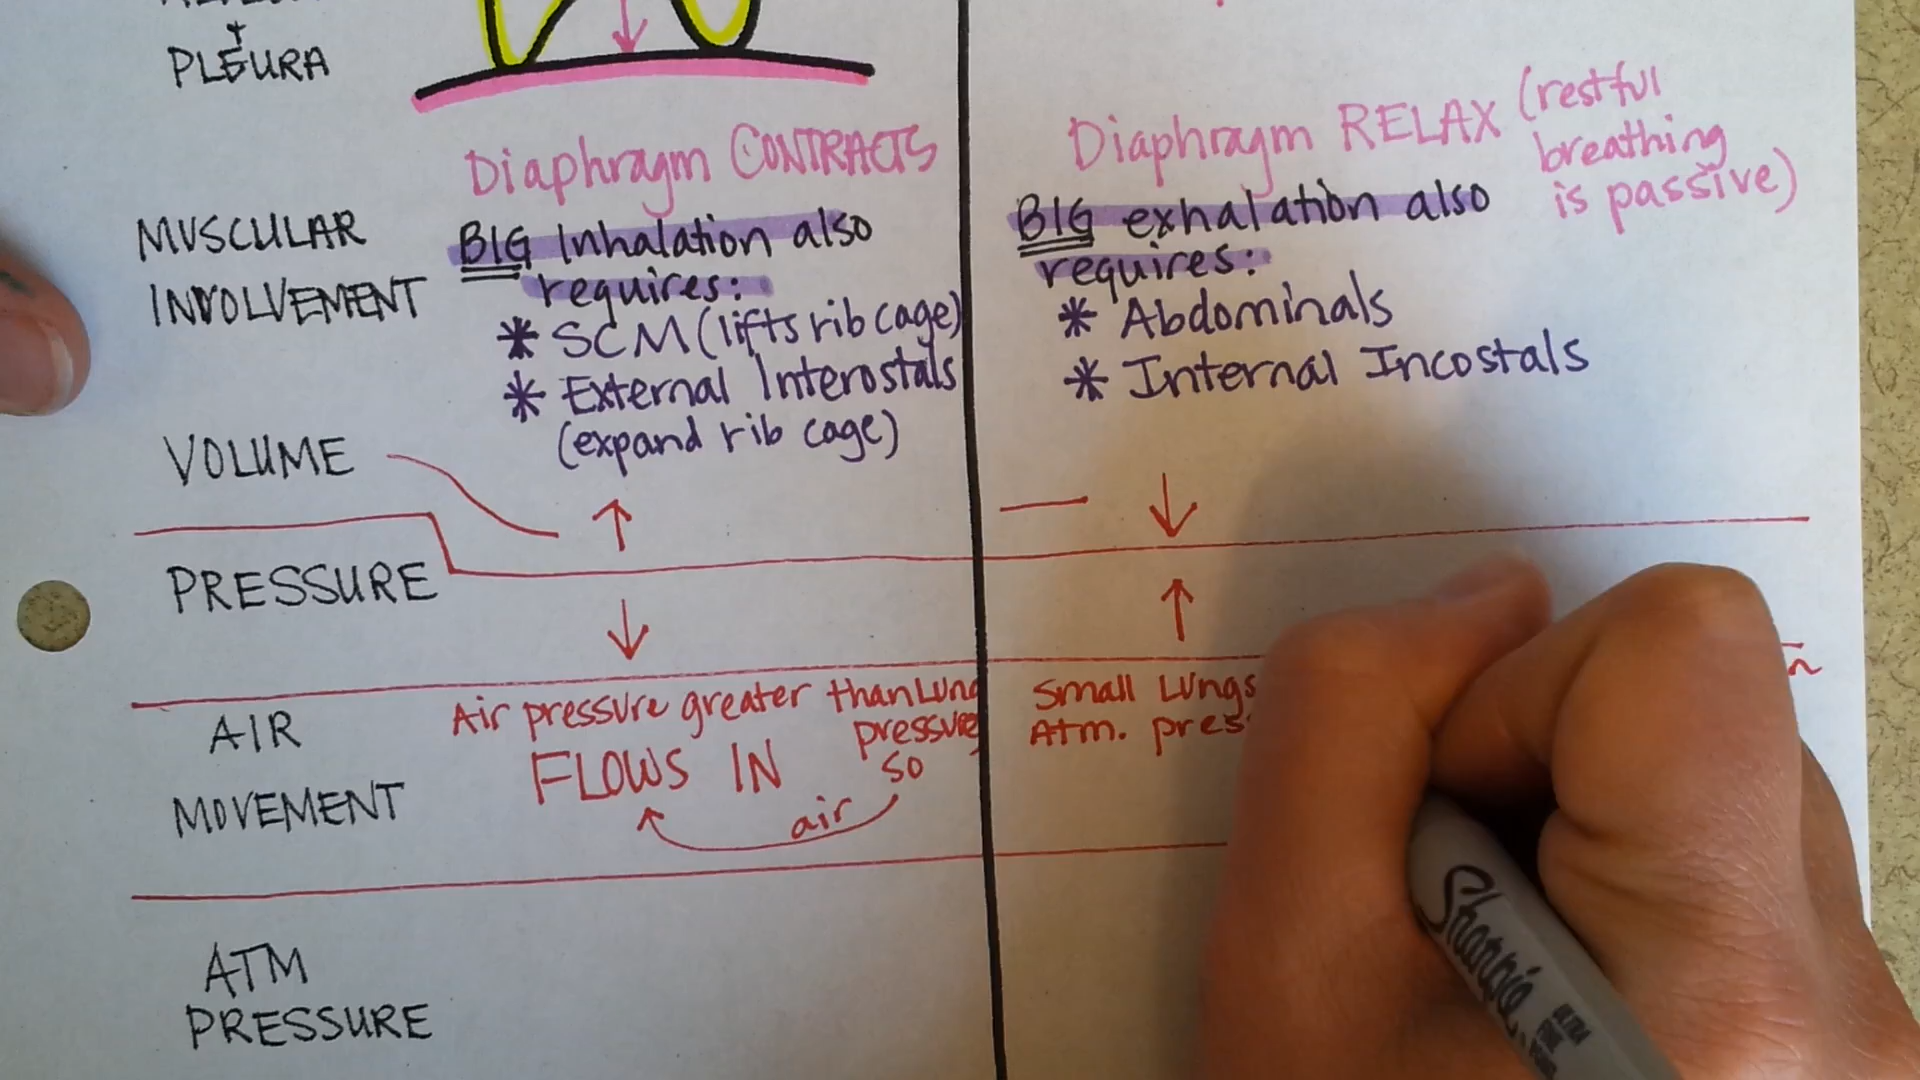 +
PLEURA
Diaphragm CONTRACTS
Diaphragm RELAX (restful
breathing
is passive)
MUSCULAR
INVOLVEMENT
BIG Inhalation also
requires:
* SCM (lifts rib cage)
* External Interostals
(expand rib cage)
BIG exhalation also
requires:
* Abdominals
* Internal Incostals
VOLUME
↑
↓
PRESSURE
↓
↑
AIR
MOVEMENT
Air pressure greater than Lung
pressure
so
air
FLOWS IN
Small Lungs
Atm.
ATM
PRESSURE
Sharpie